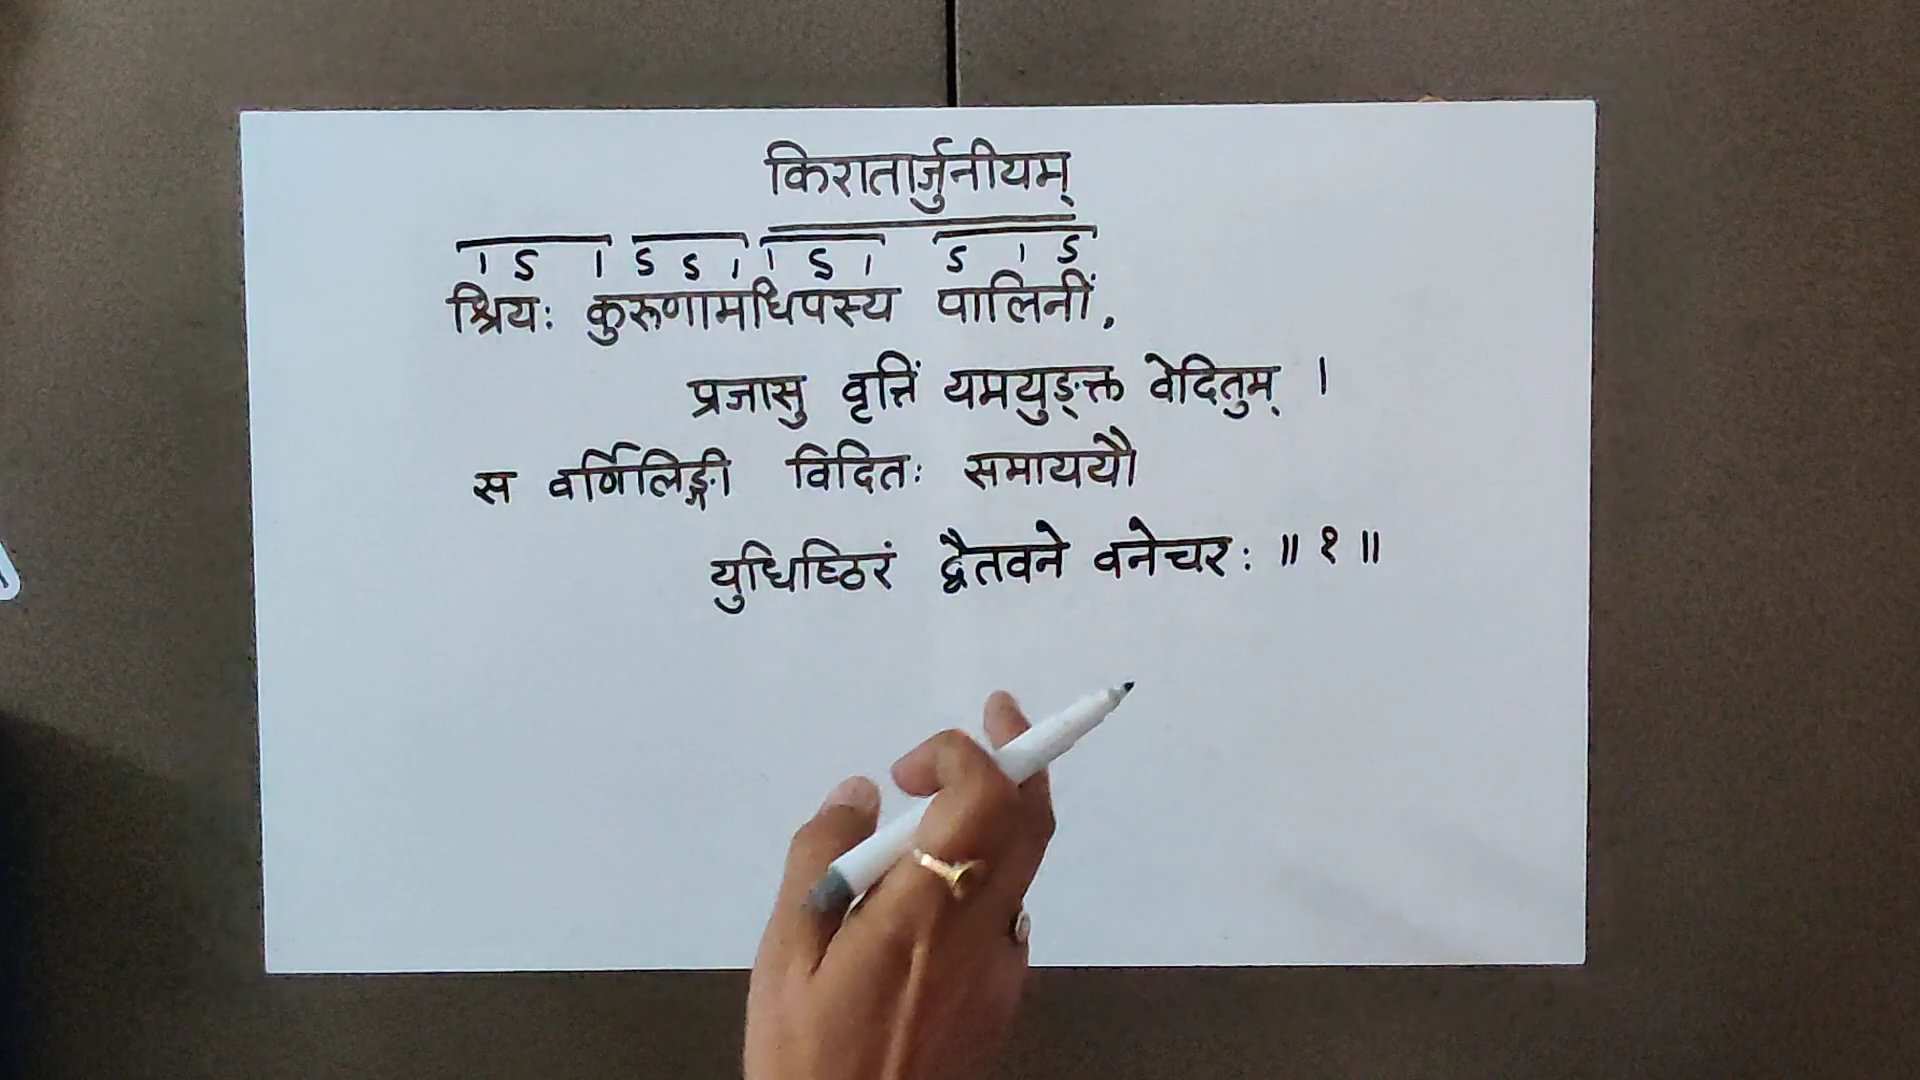 किरातार्जुनीयम्
। ऽ । ऽ ऽ । । ऽ । ऽ । ऽ
श्रियः कुरुणामधिपस्य पालिनीं,
प्रजासु वृत्तिं यमयुङ्क्त वेदितुम् ।
स वर्णिलिङ्गी विदितः समाययौ
युधिष्ठिरं द्वैतवने वनेचरः ॥ १ ॥